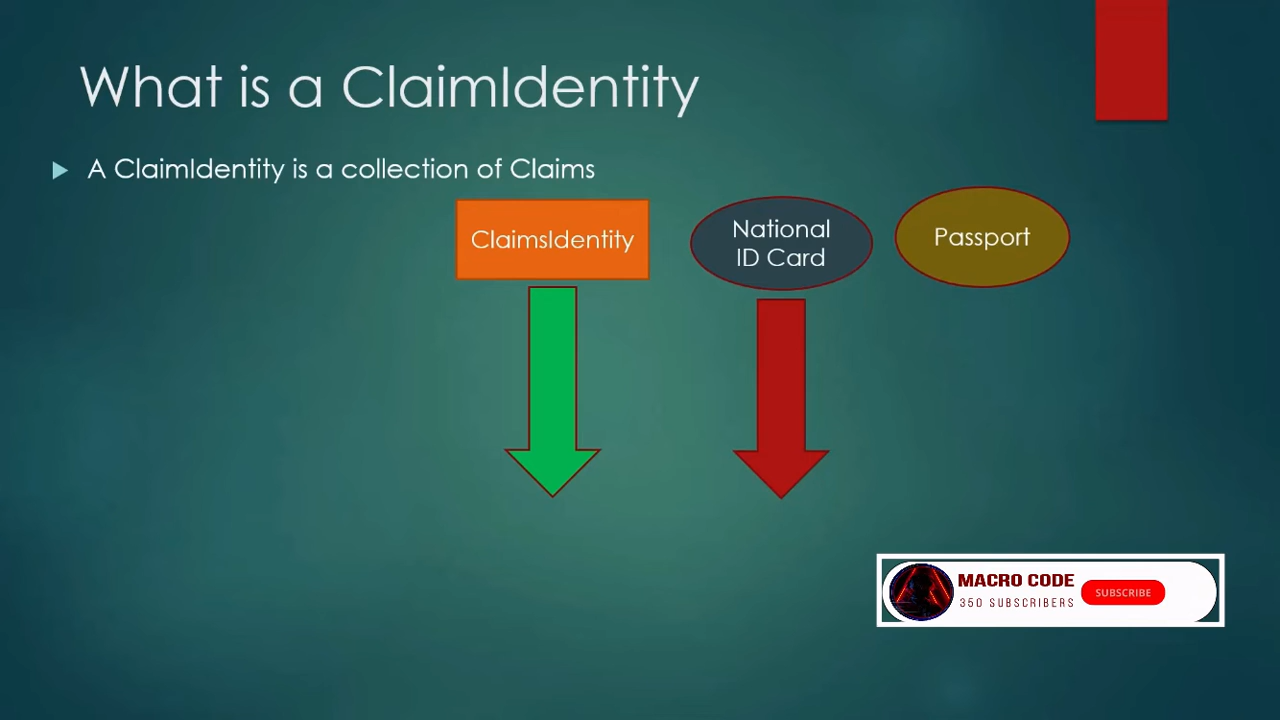 What is a ClaimIdentity
A ClaimIdentity is a collection of Claims
ClaimsIdentity
National
ID Card
Passport
MACRO CODE
350 SUBSCRIBERS
SUBSCRIBE